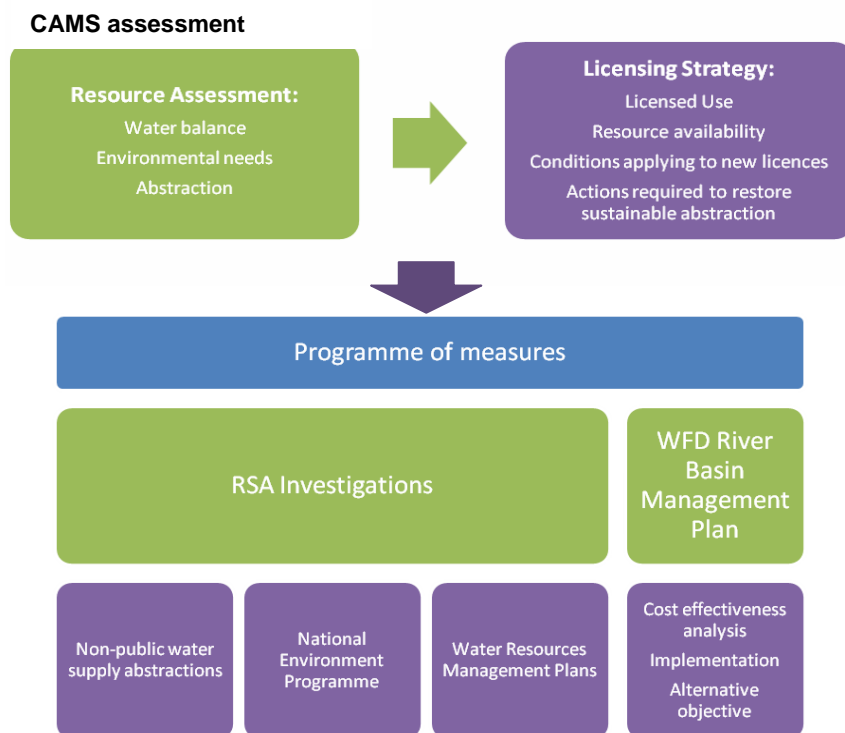 CAMS assessment
Resource Assessment:
Water balance
Environmental needs
Abstraction
Licensing Strategy:
Licensed Use
Resource availability
Conditions applying to new licences
Actions required to restore
sustainable abstraction
Programme of measures
RSA Investigations
WFD River
Basin
Management
Plan
Non-public water
supply abstractions
National
Environment
Programme
Water Resources
Management Plans
Cost effectiveness
analysis
Implementation
Alternative
objective